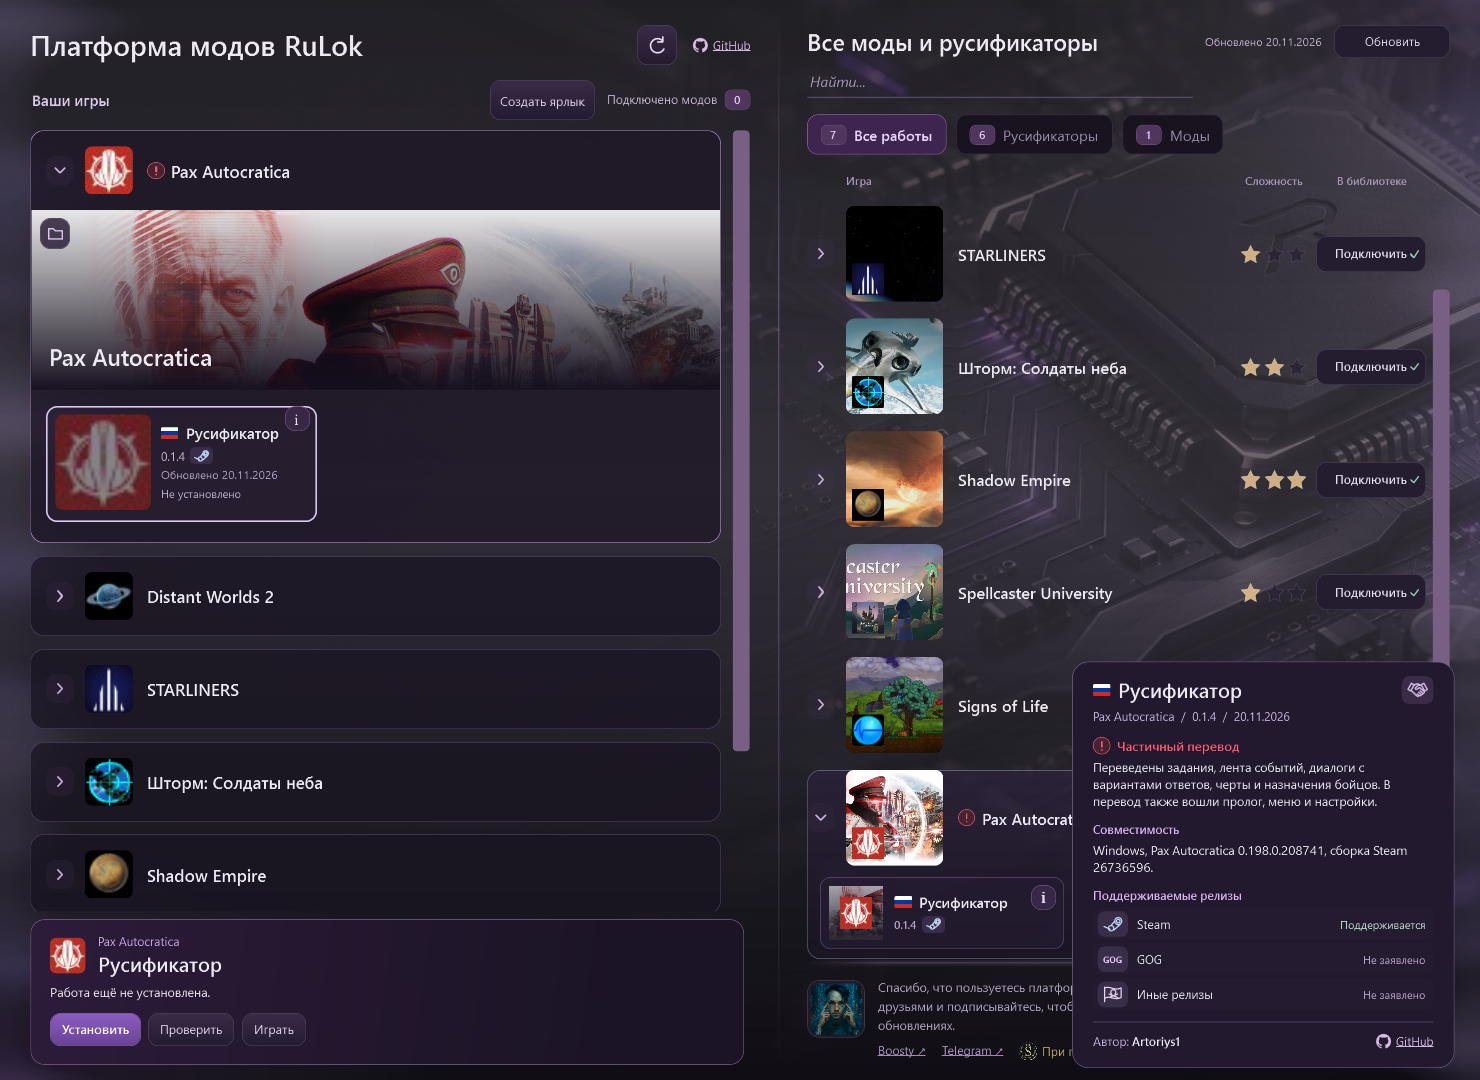 Платформа модов RuLok
GitHub
Ваши игры
Создать ярлык
Подключено модов 0
Pax Autocratica
Pax Autocratica
Русификатор
i
0.1.4
Обновлено 20.11.2026
Не установлено
Distant Worlds 2
STARLINERS
Шторм: Солдаты неба
Shadow Empire
Pax Autocratica
Русификатор
Работа ещё не установлена.
Установить
Проверить
Играть
Все моды и русификаторы
Обновлено 20.11.2026
Обновить
Найти...
7 Все работы
6 Русификаторы
1 Моды
Игра
Сложность
В библиотеке
STARLINERS
Подключить
Шторм: Солдаты неба
Подключить
Shadow Empire
Подключить
caster
niversity
Spellcaster University
Подключить
Signs of Life
Pax Autocrat
Русификатор
i
0.1.4
Спасибо, что пользуетесь платфор
друзьями и подписывайтесь, чтоб
обновлениях.
Boosty ↗
Telegram ↗
При
Русификатор
Pax Autocratica / 0.1.4 / 20.11.2026
Частичный перевод
Переведены задания, лента событий, диалоги с
вариантами ответов, черты и назначения бойцов. В
перевод также вошли пролог, меню и настройки.
Совместимость
Windows, Pax Autocratica 0.198.0.208741, сборка Steam
26736596.
Поддерживаемые релизы
Steam
Поддерживается
GOG GOG
Не заявлено
Иные релизы
Не заявлено
Автор: Artoriys1
GitHub